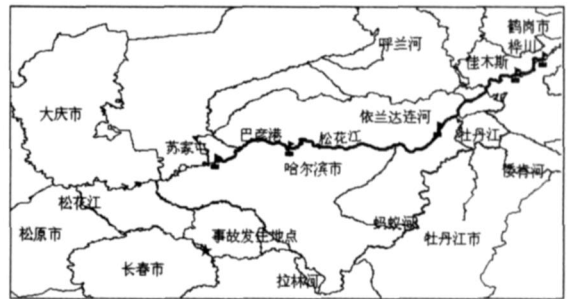 鹤岗市
桦川
呼兰河
佳木斯
大庆市
依兰达连河
巴彦港
松花江
牡丹江
苏家屯
哈尔滨市
倭肯河
松花江
蚂蚁河
松原市
事故发生地点
牡丹江市
长春市
拉林河